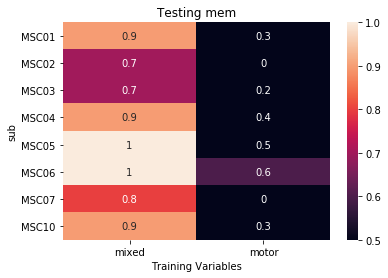 Testing mem
MSC01 0.9 0.3
MSC02 0.7 0
MSC03 0.7 0.2
MSC04 0.9 0.4
MSC05 1 0.5
MSC06 1 0.6
MSC07 0.8 0
MSC10 0.9 0.3
sub
mixed motor
Training Variables
1.0
0.9
0.8
0.7
0.6
0.5